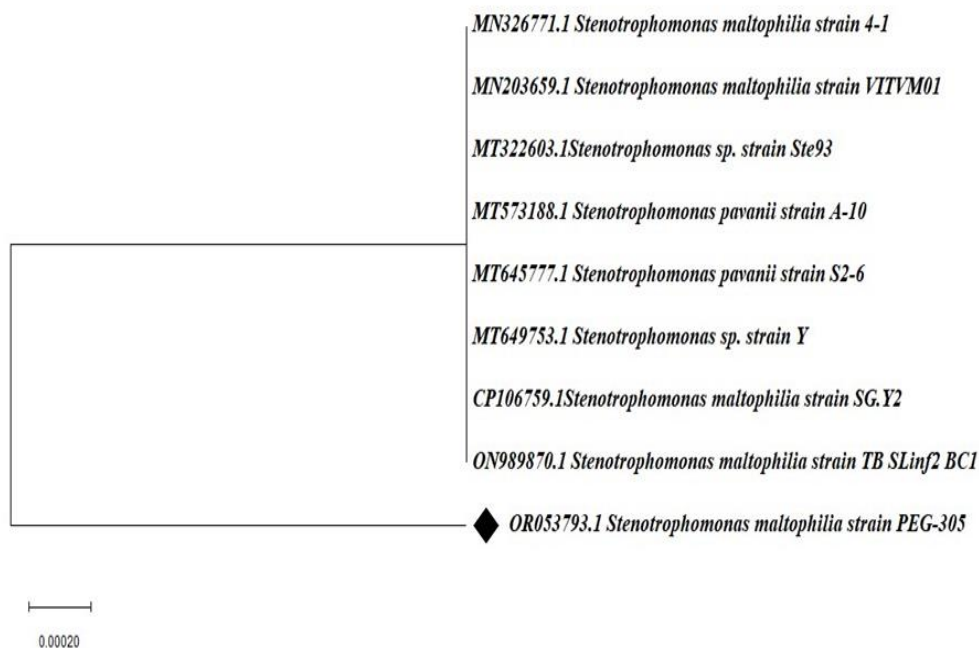 MN326771.1 Stenotrophomonas maltophilia strain 4-1
MN203659.1 Stenotrophomonas maltophilia strain VITVM01
MT322603.1Stenotrophomonas sp. strain Ste93
MT573188.1 Stenotrophomonas pavanii strain A-10
MT645777.1 Stenotrophomonas pavanii strain S2-6
MT649753.1 Stenotrophomonas sp. strain Y
CP106759.1Stenotrophomonas maltophilia strain SG.Y2
ON989870.1 Stenotrophomonas maltophilia strain TB SLinf2 BC1
OR053793.1 Stenotrophomonas maltophilia strain PEG-305
0.00020